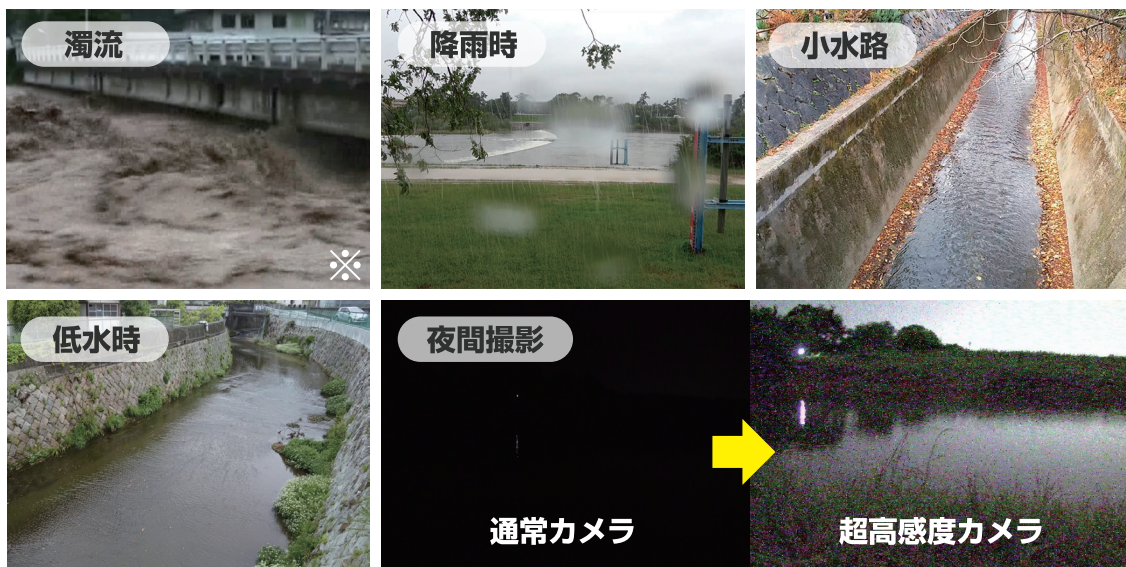 濁流
降雨時
小水路
※
低水時
夜間撮影
通常カメラ
超高感度カメラ